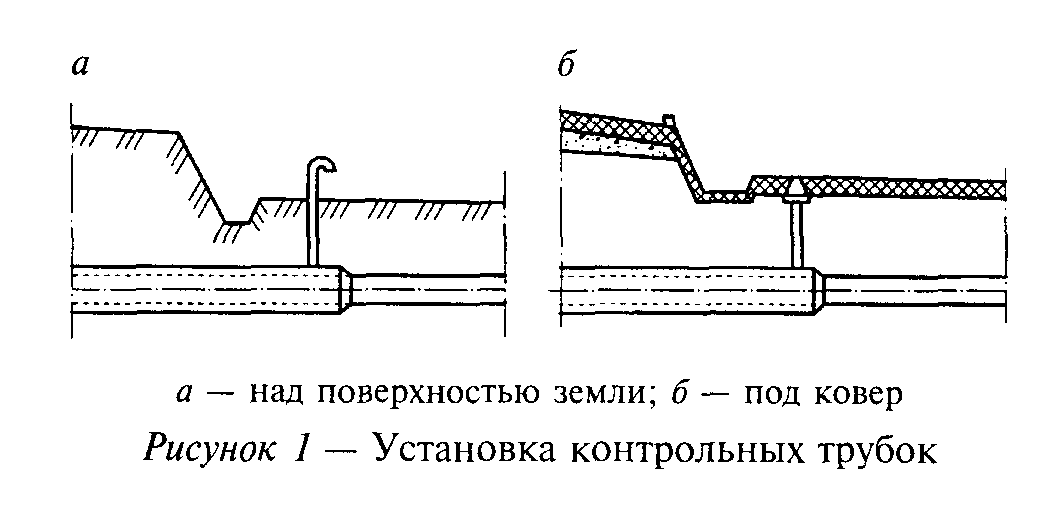 а
б
а — над поверхностью земли; б — под ковер
Рисунок 1 — Установка контрольных трубок